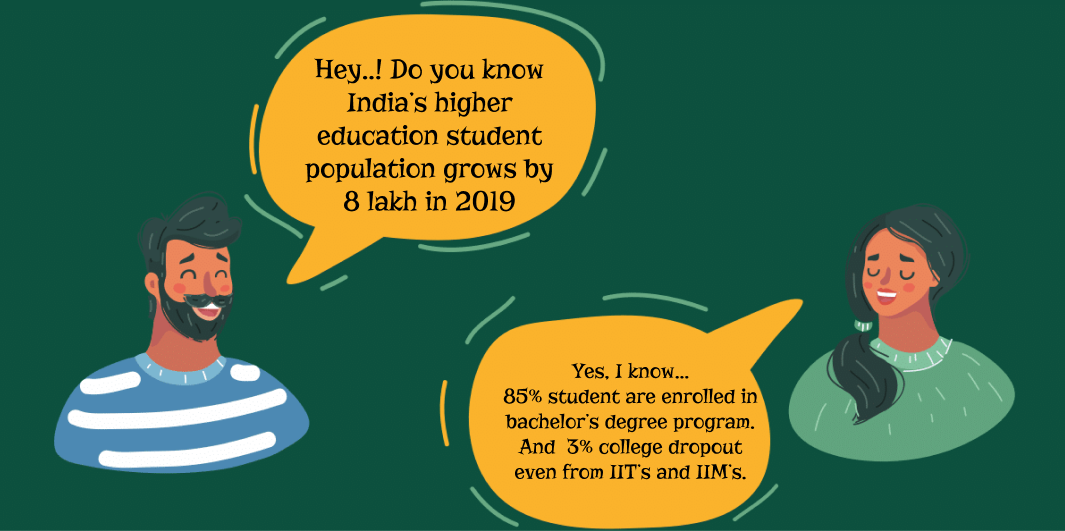 Hey..! Do you know
India's higher
education student
population grows by
8 lakh in 2019
Yes, I know...
85% student are enrolled in
bachelor's degree program.
And 3% college dropout
even from IIT's and IIM's.